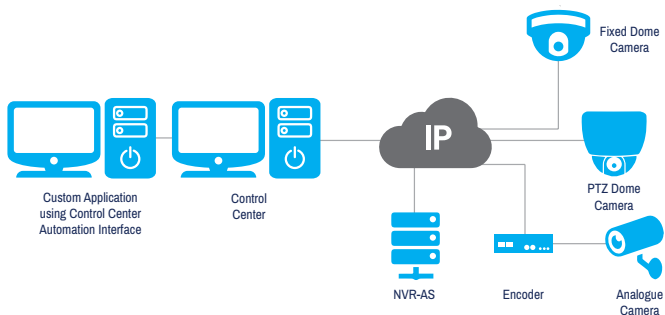 Fixed Dome
Camera
IP
Custom Application
using Control Center
Automation Interface
Control
Center
PTZ Dome
Camera
NVR-AS
Encoder
Analogue
Camera